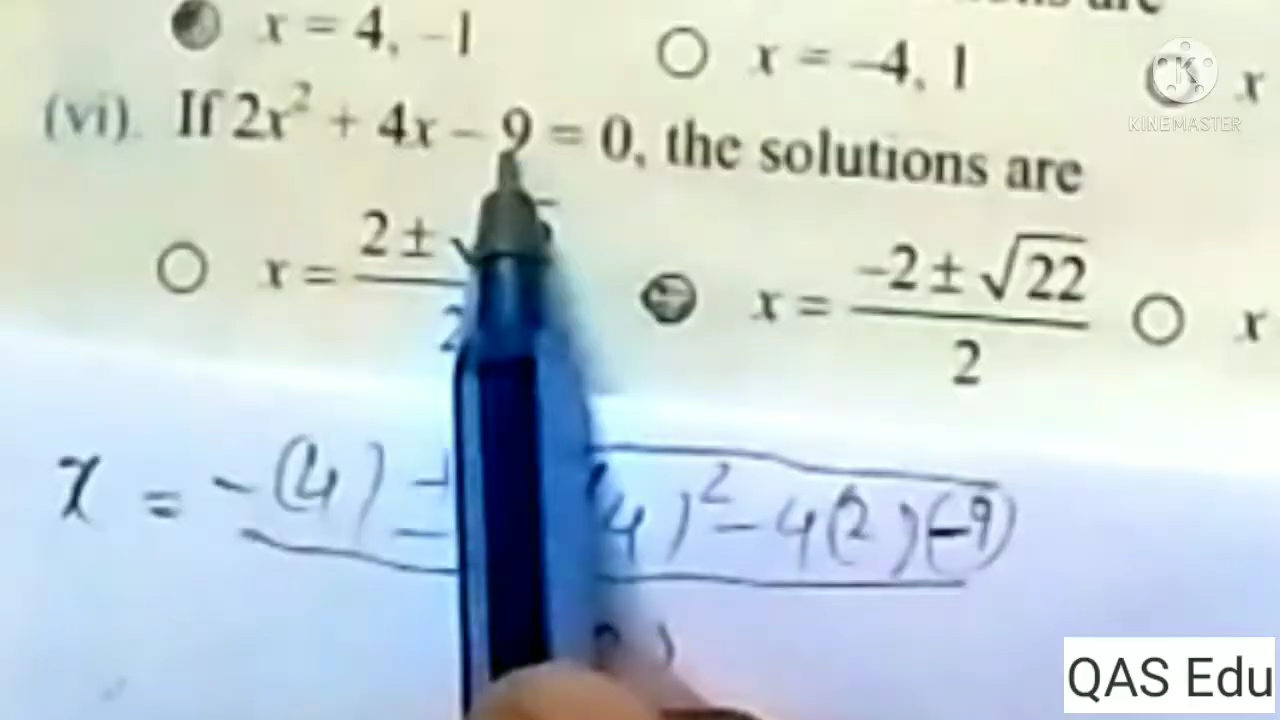 x = 4, -1 x = -4, 1 x
K
KINEMASTER
(vi). If 2x² + 4x - 9 = 0, the solutions are
x = 2 ± √ x = -2 ± √22 x
2 2
x = -(4) (4)² - 4(2)(-9)
QAS Edu